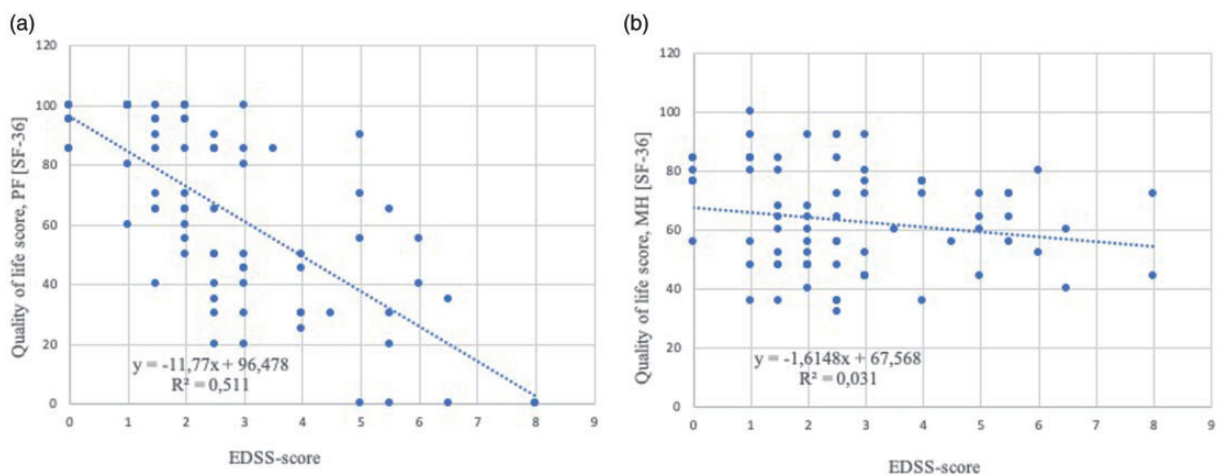 (a)
Quality of life score, PF [SF-36]
120
100
80
60
40
20
0
y = -11,77x + 96,478
R² = 0,511
0 1 2 3 4 5 6 7 8 9
EDSS-score
(b)
Quality of life score, MH [SF-36]
120
100
80
60
40
20
0
y = -1,6148x + 67,568
R² = 0,031
0 1 2 3 4 5 6 7 8 9
EDSS-score